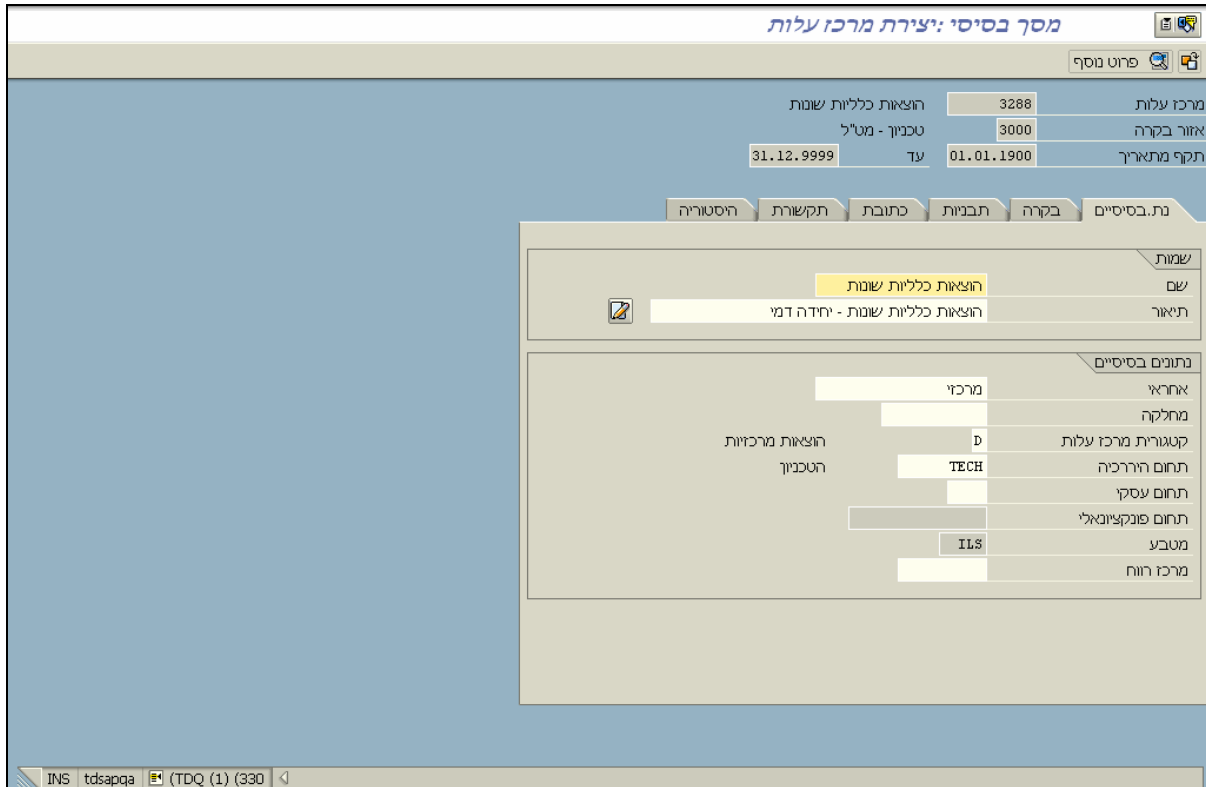 מסך בסיסי :יצירת מרכז עלות
פרוט נוסף
מרכז עלות 3288 הוצאות כלליות שונות
אזור בקרה 3000 טכניון - מט"ל
תקף מתאריך 01.01.1900 עד 31.12.9999
נת.בסיסיים בקרה תבניות כתובת תקשורת היסטוריה
שמות
שם הוצאות כלליות שונות
תיאור הוצאות כלליות שונות - יחידה דמי
נתונים בסיסיים
אחראי מרכזי
מחלקה
קטגורית מרכז עלות D הוצאות מרכזיות
תחום היררכיה TECH הטכניון
תחום עסקי
תחום פונקציונאלי
מטבע ILS
מרכז רווח
INS tdsapqa (TDQ (1) (330